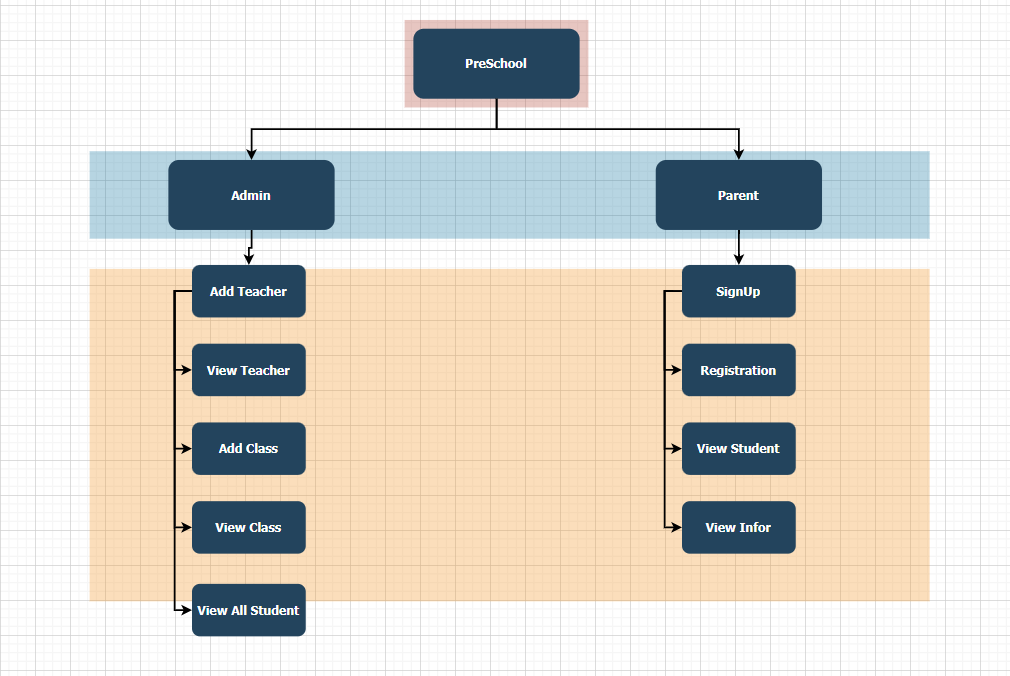 PreSchool
Admin
Parent
Add Teacher
SignUp
View Teacher
Registration
Add Class
View Student
View Class
View Infor
View All Student